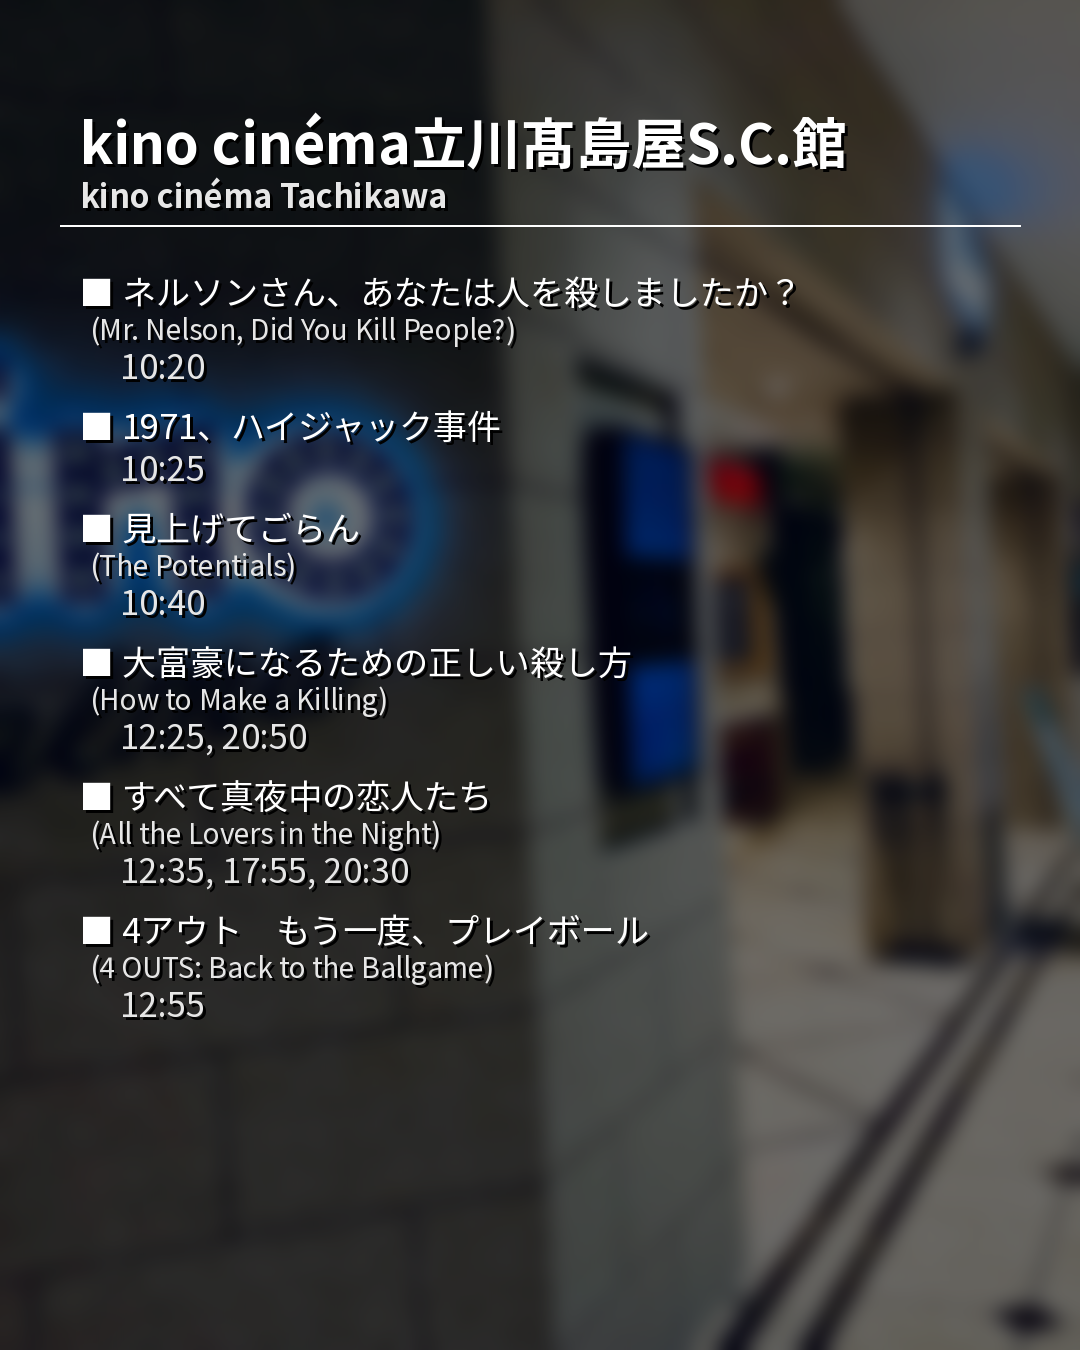 kino cinéma立川髙島屋S.C.館
kino cinéma Tachikawa
■ ネルソンさん、あなたは人を殺しましたか？
(Mr. Nelson, Did You Kill People?)
10:20
■ 1971、ハイジャック事件
10:25
■ 見上げてごらん
(The Potentials)
10:40
■ 大富豪になるための正しい殺し方
(How to Make a Killing)
12:25, 20:50
■ すべて真夜中の恋人たち
(All the Lovers in the Night)
12:35, 17:55, 20:30
■ 4アウト　もう一度、プレイボール
(4 OUTS: Back to the Ballgame)
12:55